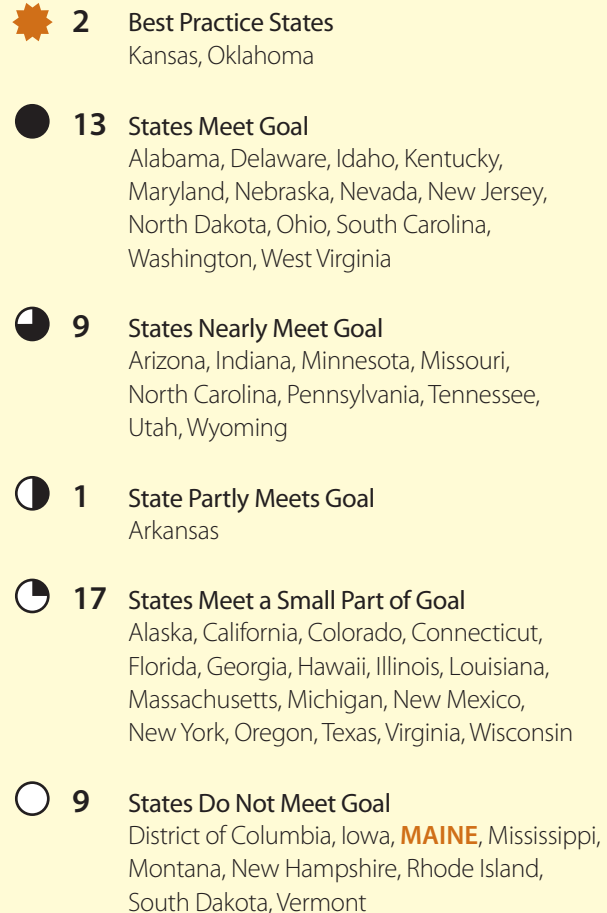 2 Best Practice States
Kansas, Oklahoma
13 States Meet Goal
Alabama, Delaware, Idaho, Kentucky,
Maryland, Nebraska, Nevada, New Jersey,
North Dakota, Ohio, South Carolina,
Washington, West Virginia
9 States Nearly Meet Goal
Arizona, Indiana, Minnesota, Missouri,
North Carolina, Pennsylvania, Tennessee,
Utah, Wyoming
1 State Partly Meets Goal
Arkansas
17 States Meet a Small Part of Goal
Alaska, California, Colorado, Connecticut,
Florida, Georgia, Hawaii, Illinois, Louisiana,
Massachusetts, Michigan, New Mexico,
New York, Oregon, Texas, Virginia, Wisconsin
9 States Do Not Meet Goal
District of Columbia, Iowa, MAINE, Mississippi,
Montana, New Hampshire, Rhode Island,
South Dakota, Vermont